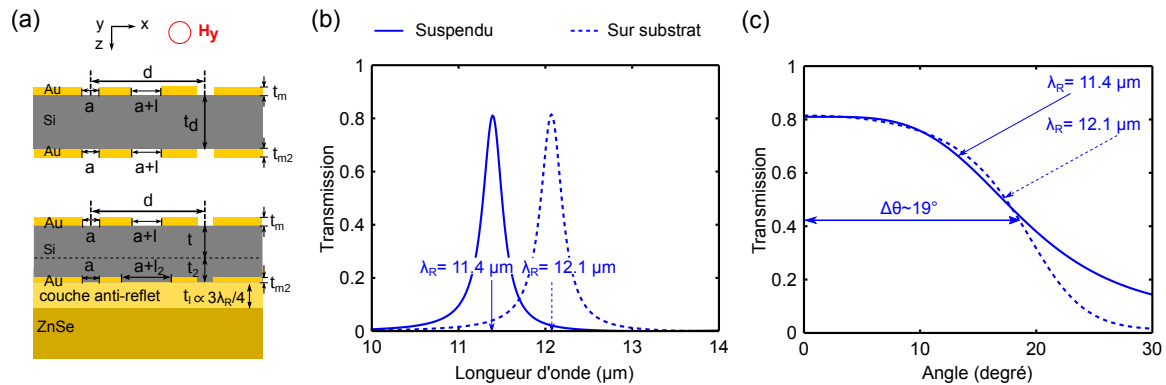 (a)
y x
z
Hy
d
Au
a
a+l
tm
Si
td
Au
a
a+l
tm2
d
Au
a
a+l
tm
Si
t
a
a+l2
t2
Au
tm2
couche anti-reflet
tl ∝ 3λR/4
ZnSe
(b)
Suspendu
Sur substrat
Transmission
1
0.8
0.6
0.4
0.2
0
λR= 11.4 µm
λR= 12.1 µm
10 11 12 13 14
Longueur d'onde (µm)
(c)
Transmission
1
0.8
0.6
0.4
0.2
0
λR= 11.4 µm
λR= 12.1 µm
Δθ~19°
0 10 20 30
Angle (degré)